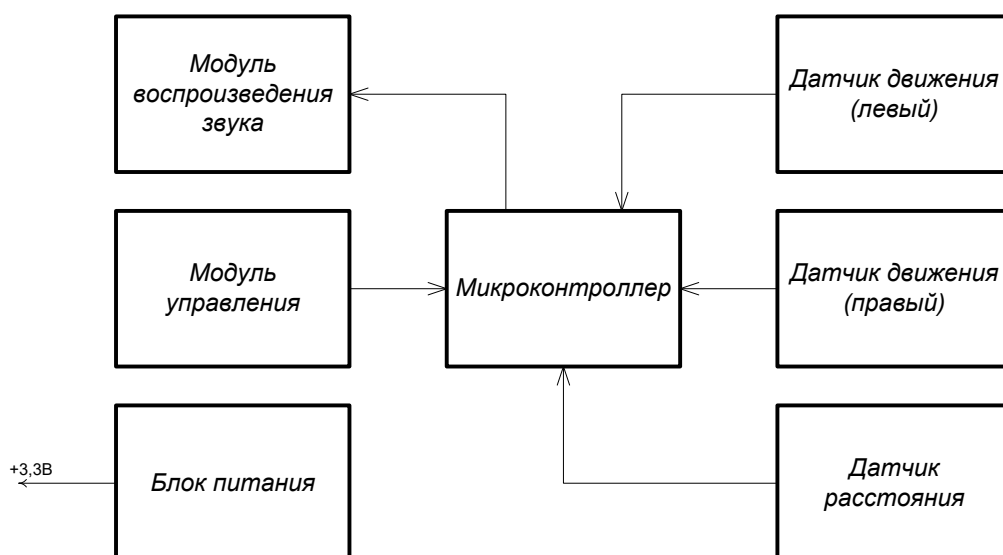 Модуль
воспроизведения
звука
Датчик движения
(левый)
Модуль
управления
Микроконтроллер
Датчик движения
(правый)
+3,3В
Блок питания
Датчик
расстояния